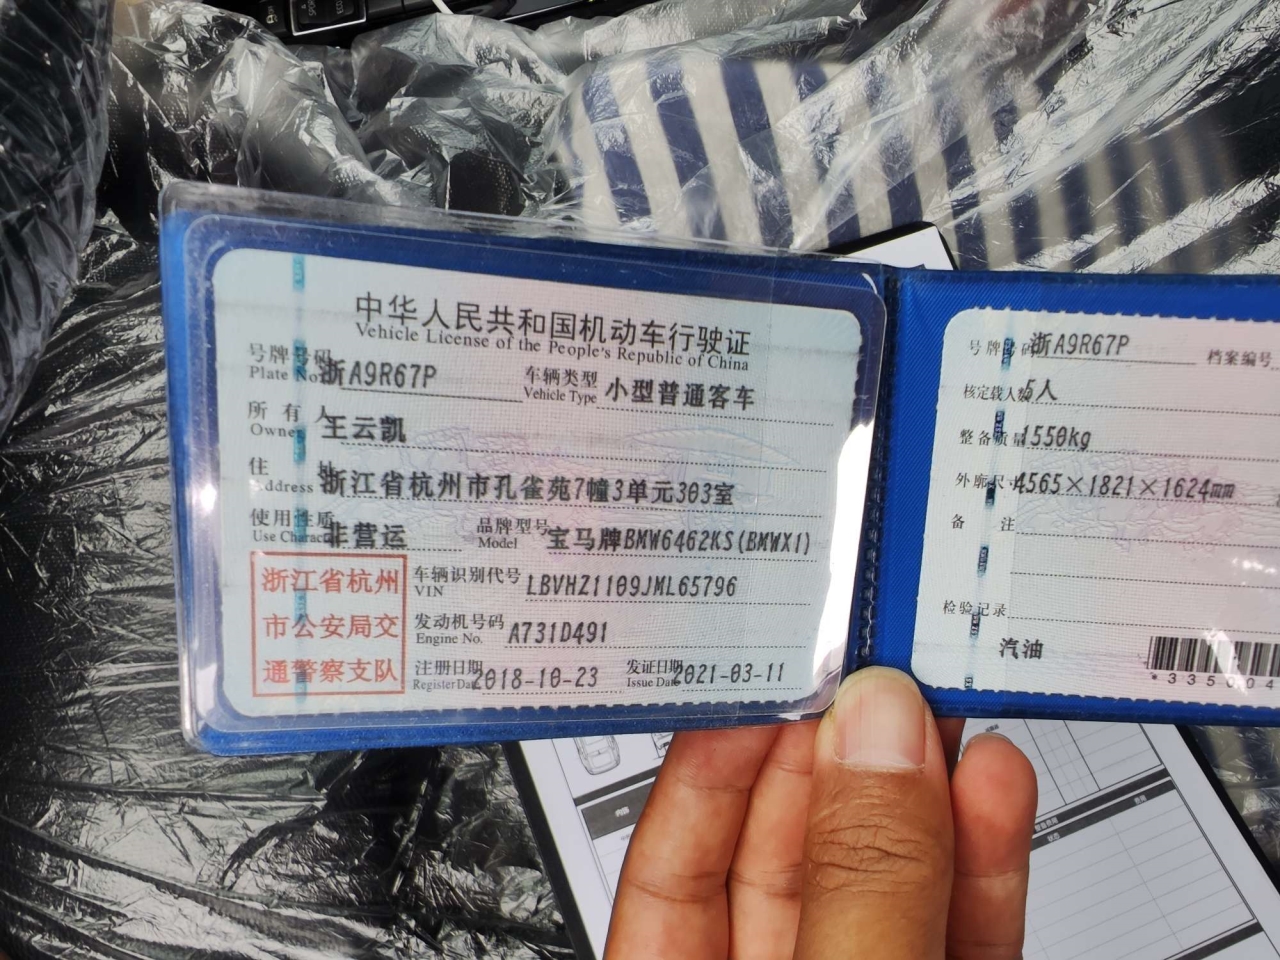 中华人民共和国机动车行驶证
Vehicle License of the People's Republic of China
号牌号码 浙A9R67P 车辆类型 小型普通客车
Plate No. Vehicle Type
所有人 王云凯
Owner
住 址 浙江省杭州市孔雀苑7幢3单元303室
Address
使用性质 非营运 品牌型号 宝马牌BMW6462KS(BMWX1)
Use Charac Model
浙江省杭州
市公安局交
通警察支队
车辆识别代号 LBVHZ1109JML65796
VIN
发动机号码 A731D491
Engine No.
注册日期 2018-10-23 发证日期 2021-03-11
Register Da Issue Da
号牌号码 浙A9R67P 档案编号
核定载人数 5人
整备质量 1550kg
外廓尺寸 4565×1821×1624mm
备 注
检验记录
汽油
*335004